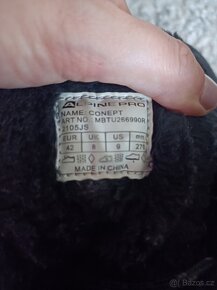 ALPINE PRO
NAME: CONEPT
ART NO.: MBTU266990R
2105JS
EUR UK US mm
42 8 9 275
MADE IN CHINA
Bazos.cz